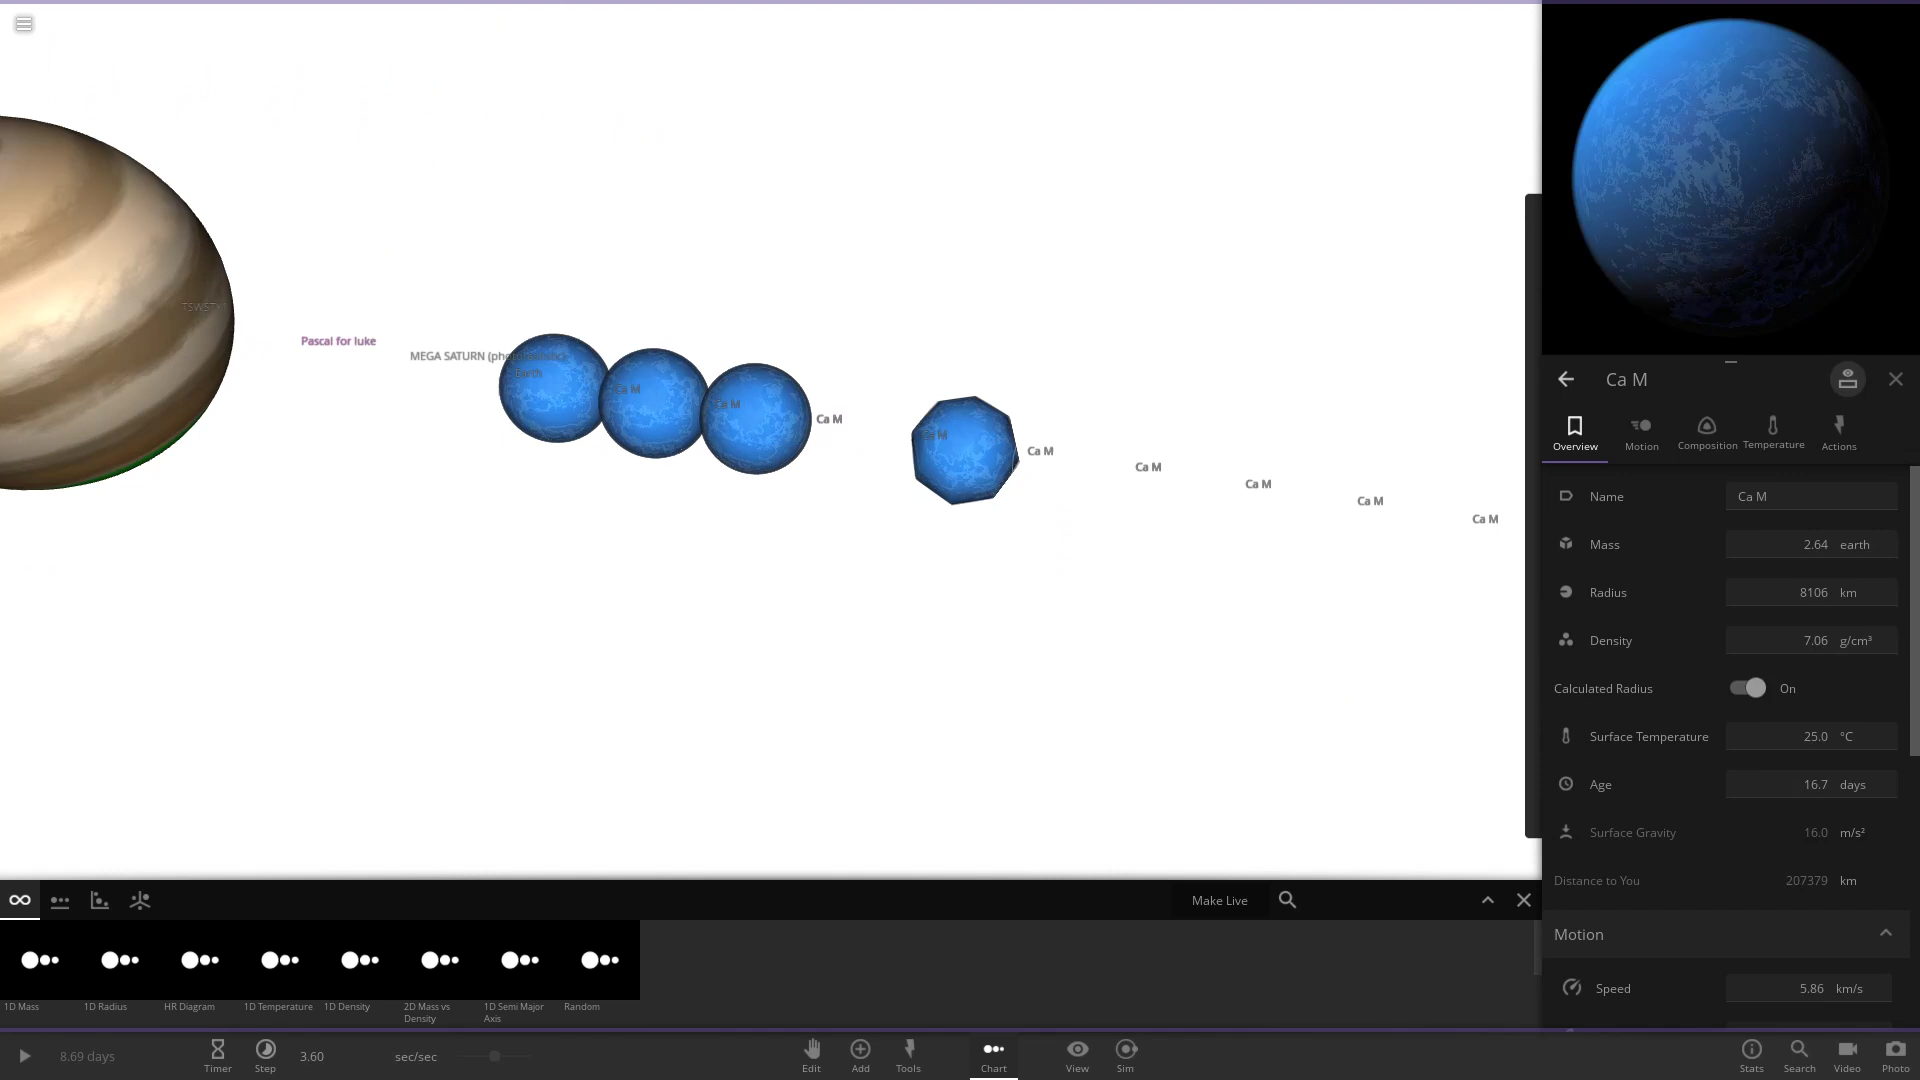 TSWSTY
Pascal for luke
MEGA SATURN (photorealistic)
Earth
Ca M
Ca M
Ca M
Ca M
Ca M
Ca M
Ca M
Ca M
Ca M
Ca M
Overview
Motion
Composition
Temperature
Actions
Name
Ca M
Mass
2.64 earth
Radius
8106 km
Density
7.06 g/cm³
Calculated Radius
On
Surface Temperature
25.0 °C
Age
16.7 days
Surface Gravity
16.0 m/s²
Distance to You
207379 km
Motion
Speed
5.86 km/s
Make Live
1D Mass
1D Radius
HR Diagram
1D Temperature
1D Density
2D Mass vs
Density
1D Semi Major
Axis
Random
8.69 days
Timer
Step
3.60
sec/sec
Edit
Add
Tools
Chart
View
Sim
Stats
Search
Video
Photo